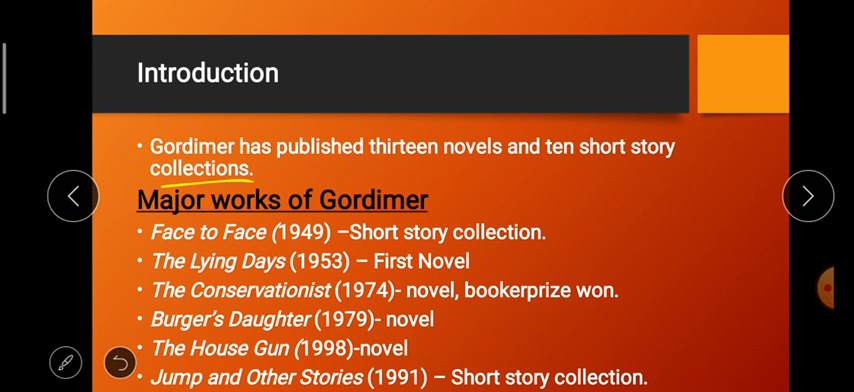 Introduction
• Gordimer has published thirteen novels and ten short story
collections.
Major works of Gordimer
• Face to Face (1949) –Short story collection.
• The Lying Days (1953) – First Novel
• The Conservationist (1974)- novel, bookerprize won.
• Burger's Daughter (1979)- novel
• The House Gun (1998)-novel
• Jump and Other Stories (1991) – Short story collection.